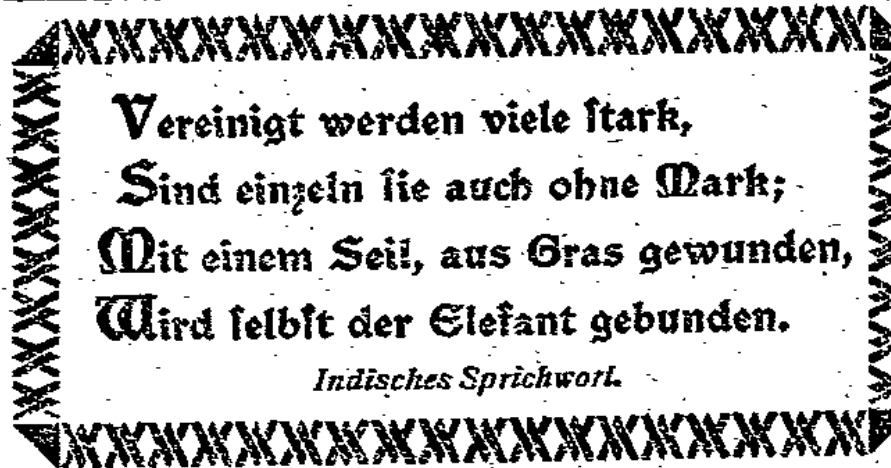 Vereinigt werden viele ſtark,
Sind einzeln ſie auch ohne Mark;
Mit einem Seil, aus Gras gewunden,
Wird ſelbſt der Elefant gebunden.
Indisches Sprichwort.